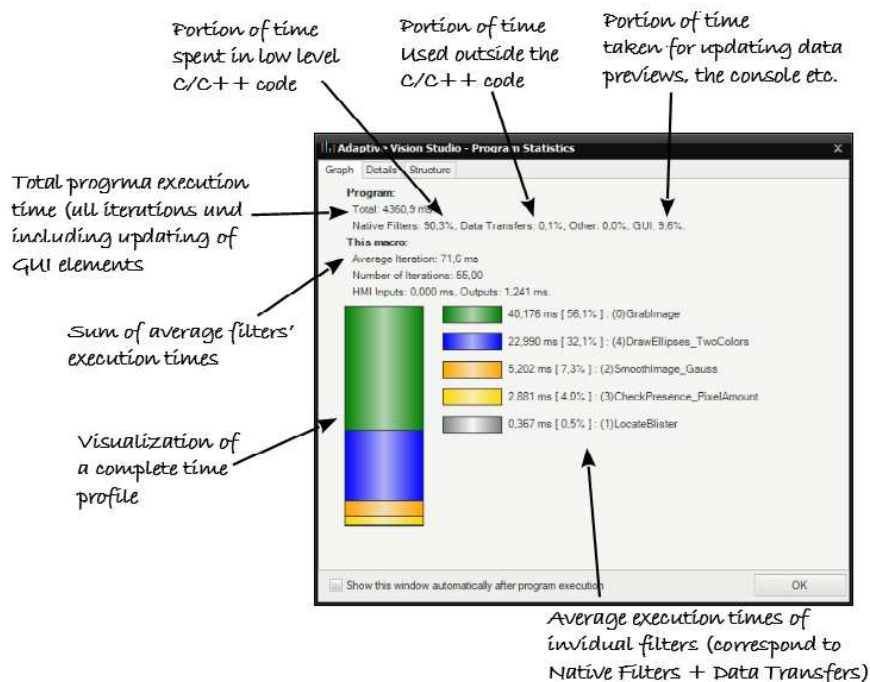 Portion of time
spent in low level
C/C++ code
Portion of time
Used outside the
C/C++ code
Portion of time
taken for updating data
previews, the console etc.
Total progrma execution
time (ull iterutions und
including updating of
GUI elements
Sum of average filters'
execution times
Visualization of
a complete time
profile
Adaptive Vision Studio - Program Statistics
x
Graph Details Structure
Program:
Total: 4360,9 ms
Native Filters: 90,3%, Data Transfers: 0,1%, Other: 0,0%, GUI: 9,6%.
This macro:
Average Iteration: 71,6 ms
Number of Iterations: 55,00
HMI Inputs: 0,000 ms, Outputs: 1,241 ms.
40,176 ms [ 56,1% ] : (0)GrabImage
22,990 ms [ 32,1% ] : (4)DrawEllipses_TwoColors
5,202 ms [ 7,3% ] : (2)SmoothImage_Gauss
2,881 ms [ 4,0% ] : (3)CheckPresence_PixelAmount
0,367 ms [ 0,5% ] : (1)LocateBlister
Show this window automatically after program execution
OK
Average execution times of
invidual filters (correspond to
Native Filters + Data Transfers)